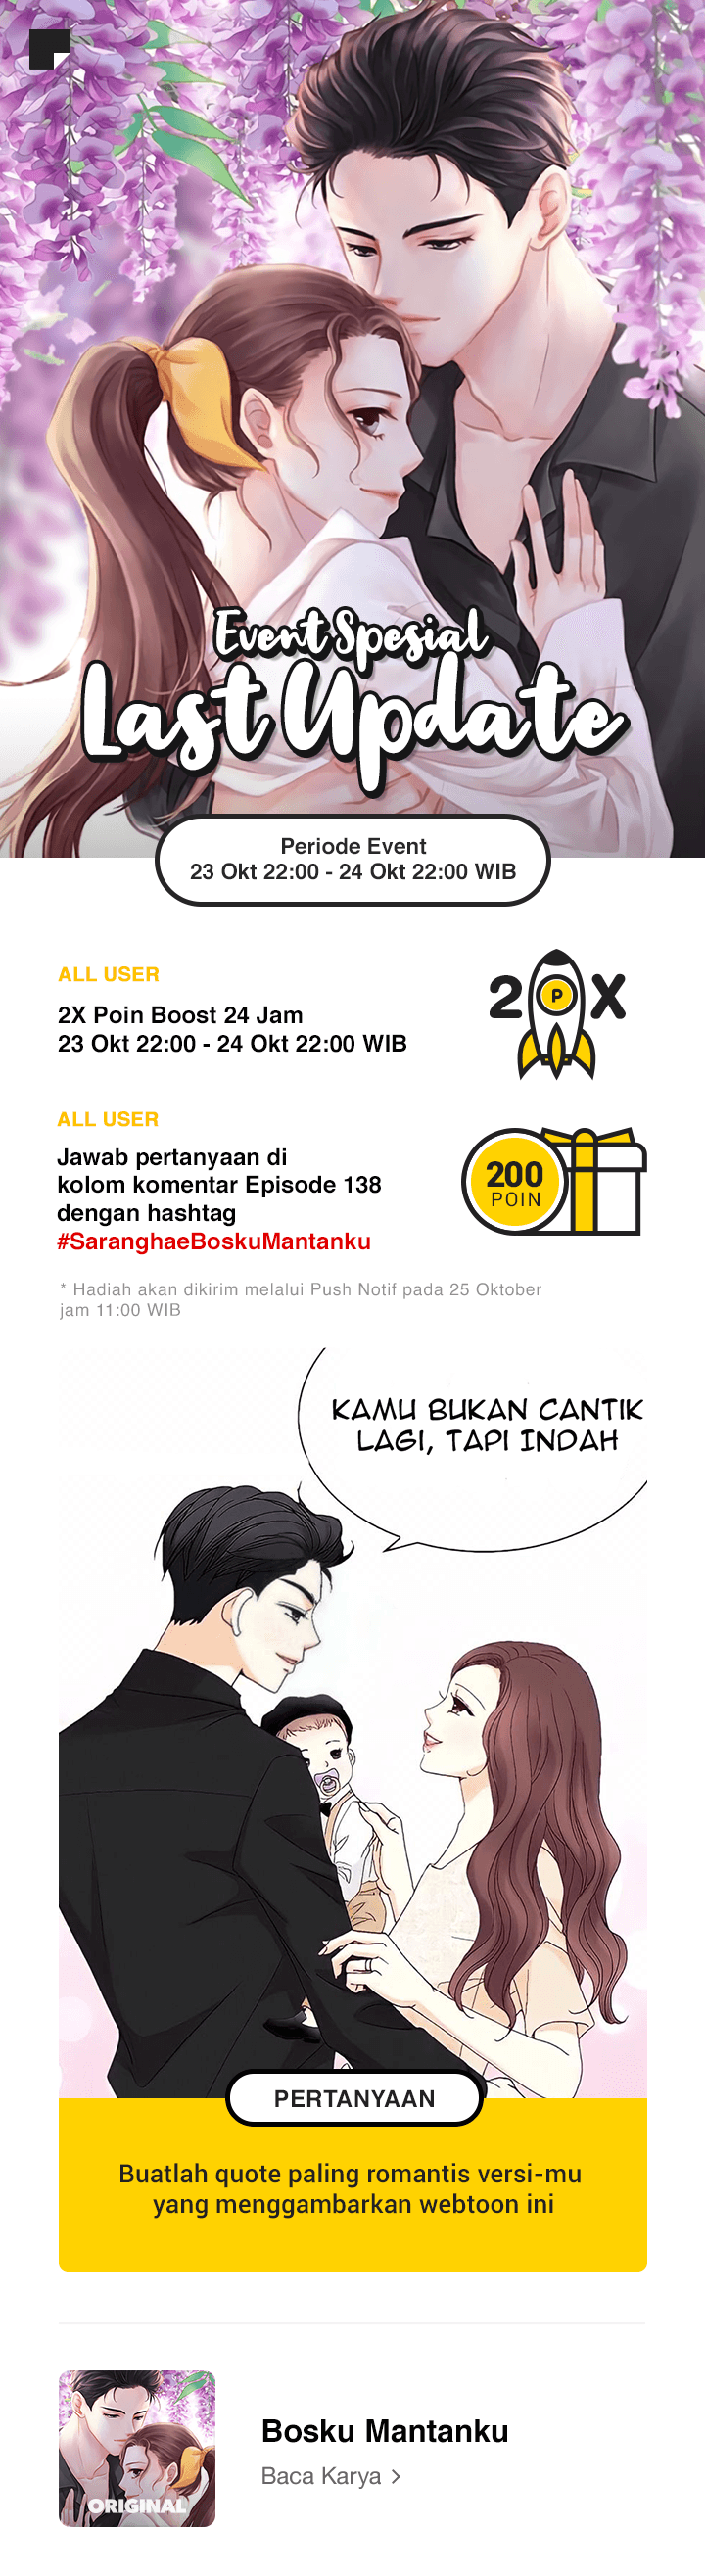 Event Spesial
Last Update
Periode Event
23 Okt 22:00 - 24 Okt 22:00 WIB
ALL USER
2X Poin Boost 24 Jam
23 Okt 22:00 - 24 Okt 22:00 WIB
2 P X
ALL USER
Jawab pertanyaan di
kolom komentar Episode 138
dengan hashtag
#SaranghaeBoskuMantanku
200
POIN
* Hadiah akan dikirim melalui Push Notif pada 25 Oktober
jam 11:00 WIB
KAMU BUKAN CANTIK
LAGI, TAPI INDAH
PERTANYAAN
Buatlah quote paling romantis versi-mu
yang menggambarkan webtoon ini
ORIGINAL
Bosku Mantanku
Baca Karya >